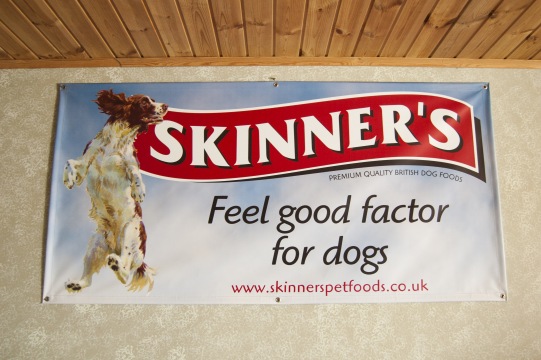 SKINNER'S
PREMIUM QUALITY BRITISH DOG FOODS
Feel good factor
for dogs
www.skinnerspetfoods.co.uk